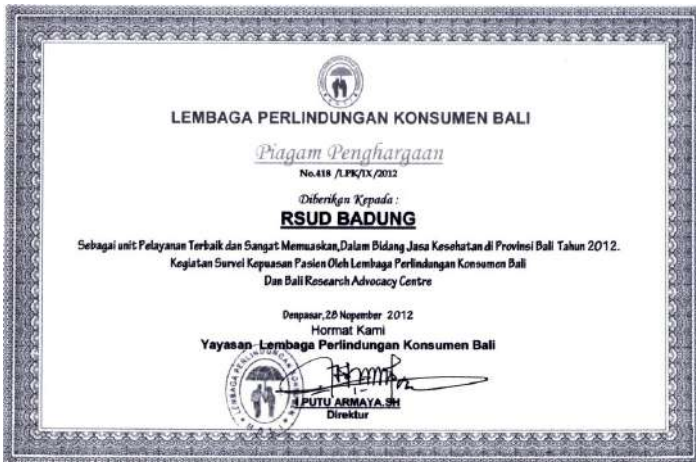 LEMBAGA PERLINDUNGAN KONSUMEN BALI
Piagam Penghargaan
No.418 /LPK/IX/2012
Diberikan Kepada :
RSUD BADUNG
Sebagai unit Pelayanan Terbaik dan Sangat Memuaskan,Dalam Bidang Jasa Kesehatan di Provinsi Bali Tahun 2012.
Kegiatan Survei Kepuasan Pasien Oleh Lembaga Perlindungan Konsumen Bali
Dan Bali Research Advocacy Centre
Denpasar,28 Nopember 2012
Hormat Kami
Yayasan Lembaga Perlindungan Konsumen Bali
I.PUTU ARMAYA.SH
Direktur